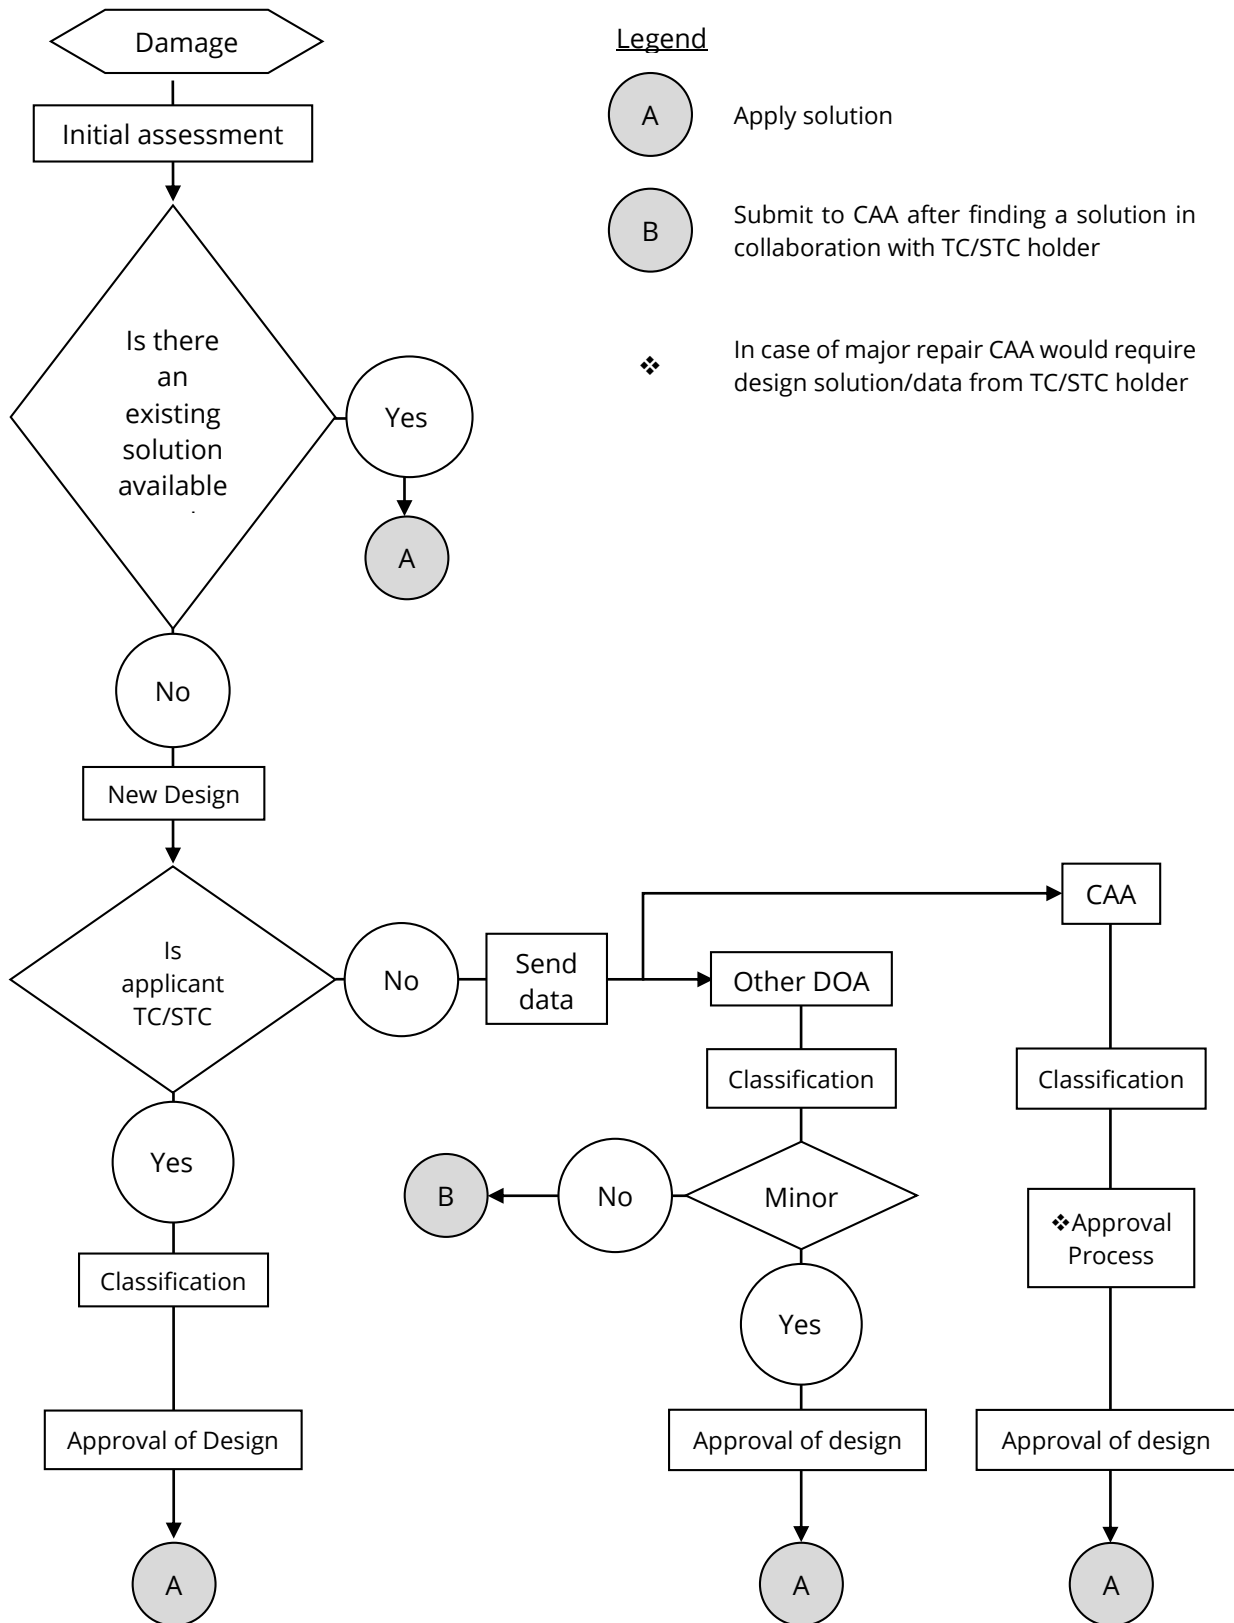 Damage
Legend
Initial assessment
A
Apply solution
B
Submit to CAA after finding a solution in
collaboration with TC/STC holder
❖
In case of major repair CAA would require
design solution/data from TC/STC holder
Is there
an
existing
solution
available
Yes
A
No
New Design
Is
applicant
TC/STC
No
Send
data
Other DOA
CAA
Classification
Classification
Yes
B
No
Minor
❖Approval
Process
Classification
Yes
Approval of Design
Approval of design
Approval of design
A
A
A